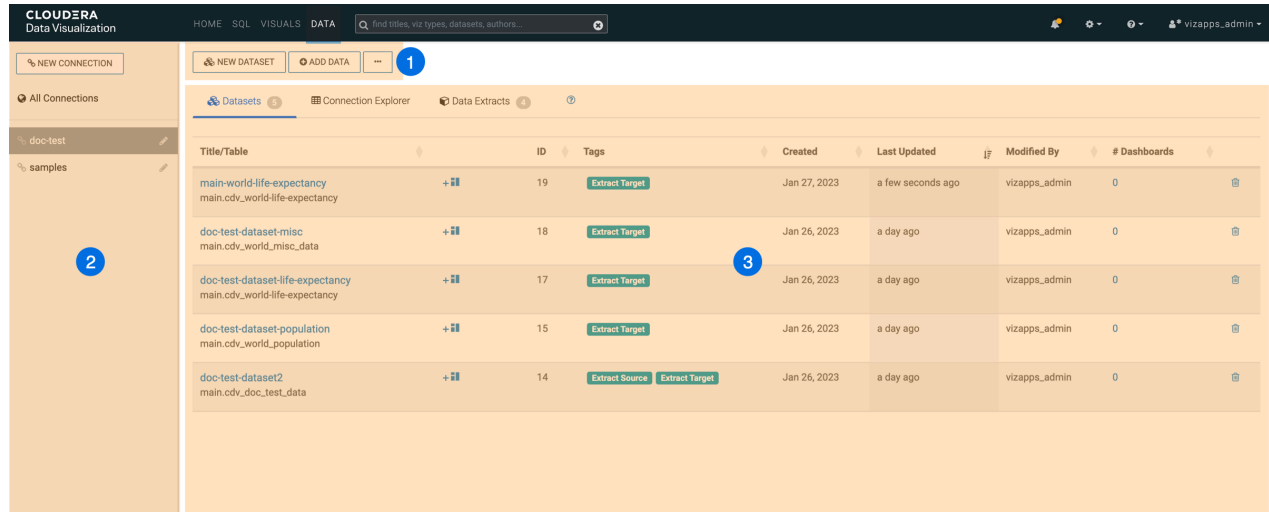 CLOUDERA
Data Visualization
HOME SQL VISUALS DATA find titles, viz types, datasets, authors... vizapps_admin
NEW CONNECTION
NEW DATASET ADD DATA ... 1
All Connections
doc-test
samples
2
Datasets 5 Connection Explorer Data Extracts 4
Title/Table ID Tags Created Last Updated Modified By # Dashboards
main-world-life-expectancy 19 Extract Target Jan 27, 2023 a few seconds ago vizapps_admin 0
main.cdv_world-life-expectancy
doc-test-dataset-misc 18 Extract Target Jan 26, 2023 a day ago vizapps_admin 0
main.cdv_world_misc_data
3
doc-test-dataset-life-expectancy 17 Extract Target Jan 26, 2023 a day ago vizapps_admin 0
main.cdv_world-life-expectancy
doc-test-dataset-population 15 Extract Target Jan 26, 2023 a day ago vizapps_admin 0
main.cdv_world_population
doc-test-dataset2 14 Extract Source Extract Target Jan 26, 2023 a day ago vizapps_admin 0
main.cdv_doc_test_data